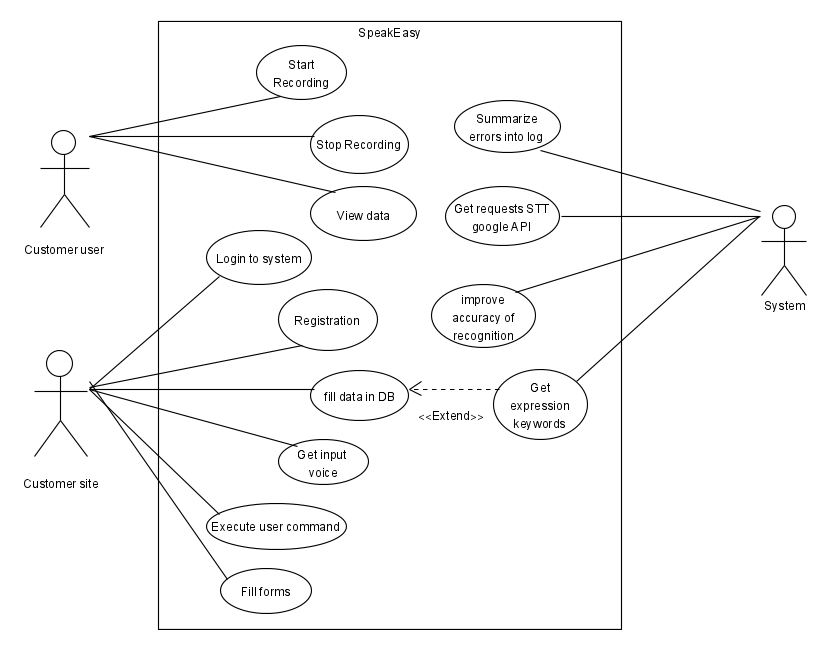 SpeakEasy
Start
Recording
Stop Recording
View data
Customer user
Login to system
Registration
fill data in DB
<<Extend>>
Get input
voice
Customer site
Execute user command
Fill forms
Summarize
errors into log
Get requests STT
google API
improve
accuracy of
recognition
Get
expression
keywords
System